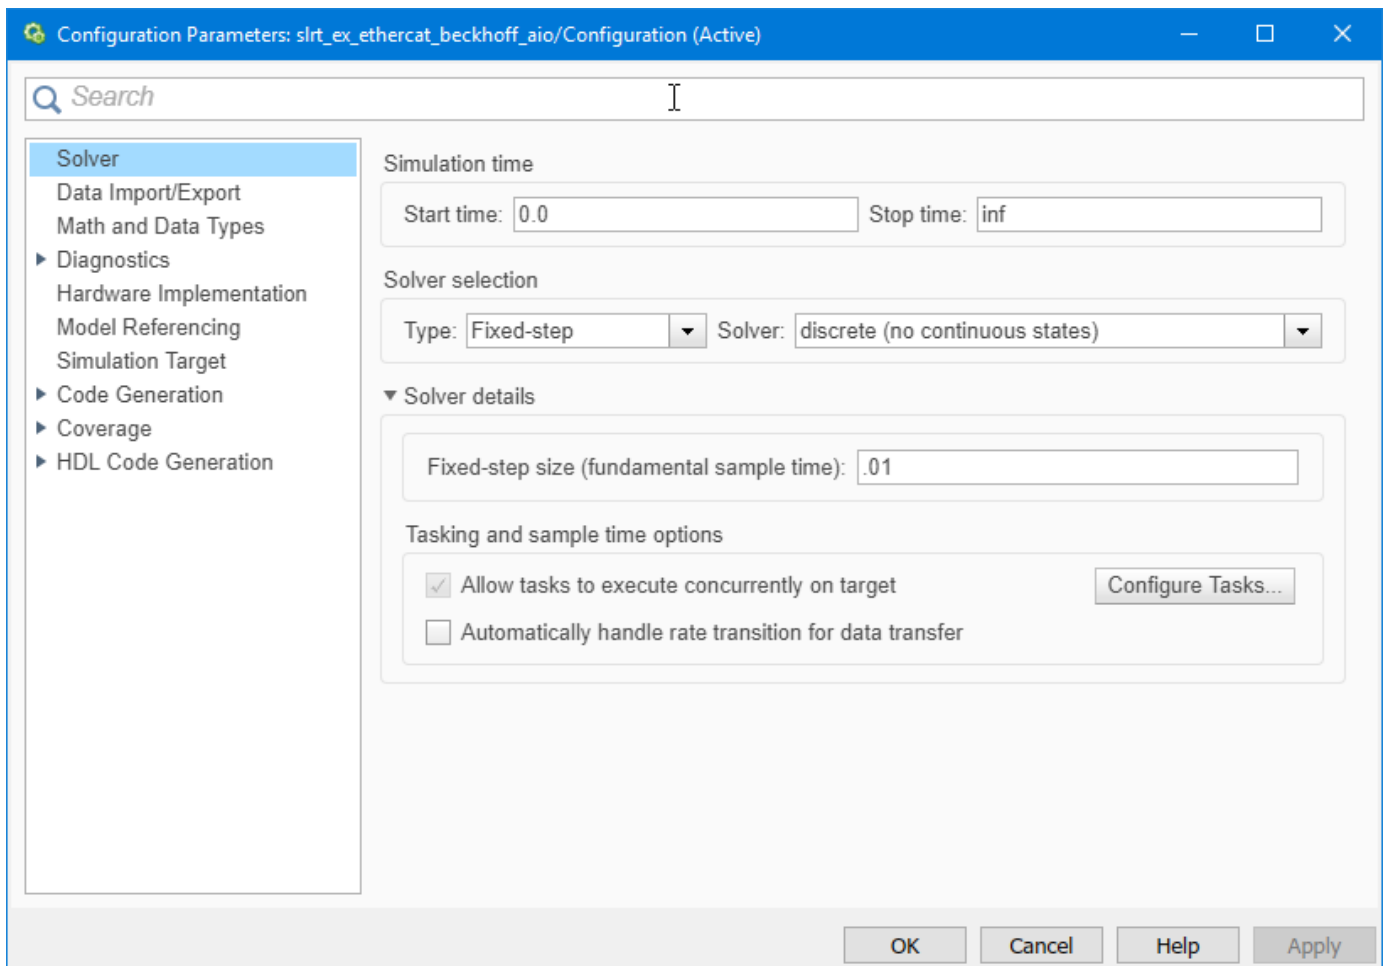 Configuration Parameters: slrt_ex_ethercat_beckhoff_aio/Configuration (Active)
Search
Solver
Data Import/Export
Math and Data Types
Diagnostics
Hardware Implementation
Model Referencing
Simulation Target
Code Generation
Coverage
HDL Code Generation
Simulation time
Start time: 0.0 Stop time: inf
Solver selection
Type: Fixed-step Solver: discrete (no continuous states)
Solver details
Fixed-step size (fundamental sample time): .01
Tasking and sample time options
Allow tasks to execute concurrently on target Configure Tasks...
Automatically handle rate transition for data transfer
OK Cancel Help Apply